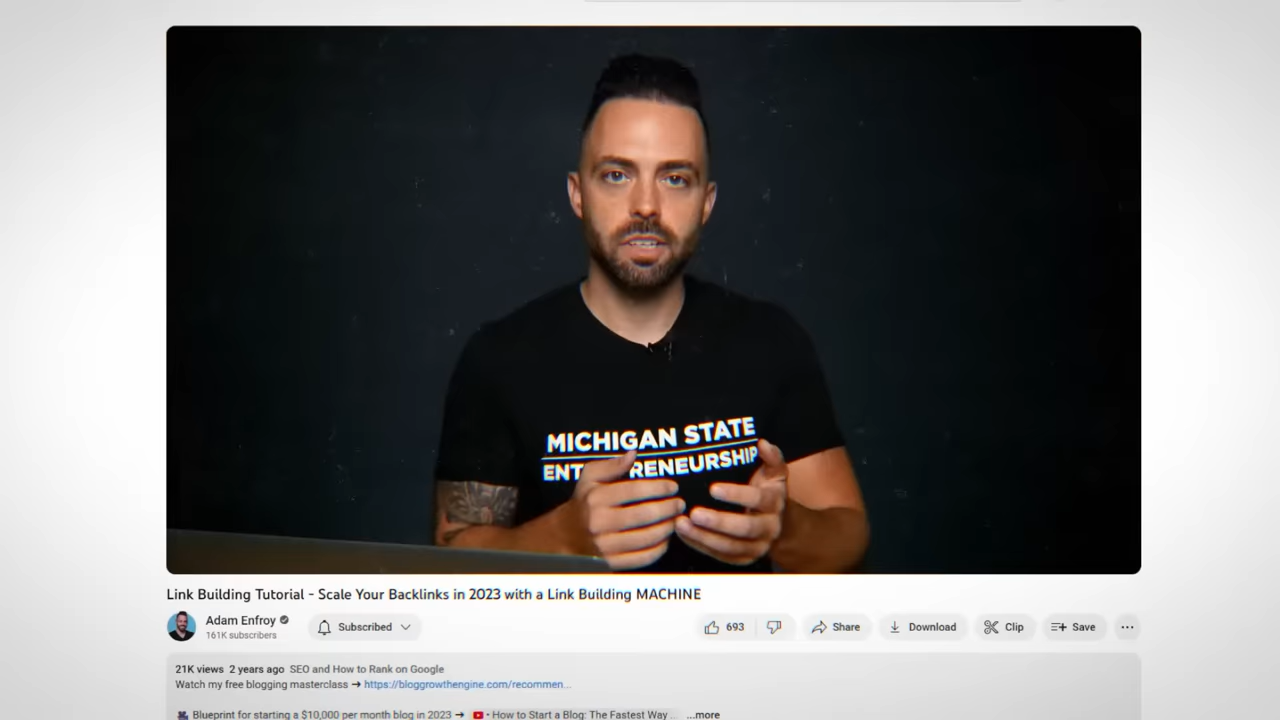 MICHIGAN STATE
ENT RENEURSHIP
Link Building Tutorial - Scale Your Backlinks in 2023 with a Link Building MACHINE
Adam Enfroy
161K subscribers
Subscribed
693
Share
Download
Clip
Save
21K views 2 years ago SEO and How to Rank on Google
Watch my free blogging masterclass → https://bloggrowthengine.com/recommen...
Blueprint for starting a $10,000 per month blog in 2023 → • How to Start a Blog: The Fastest Way ... ...more